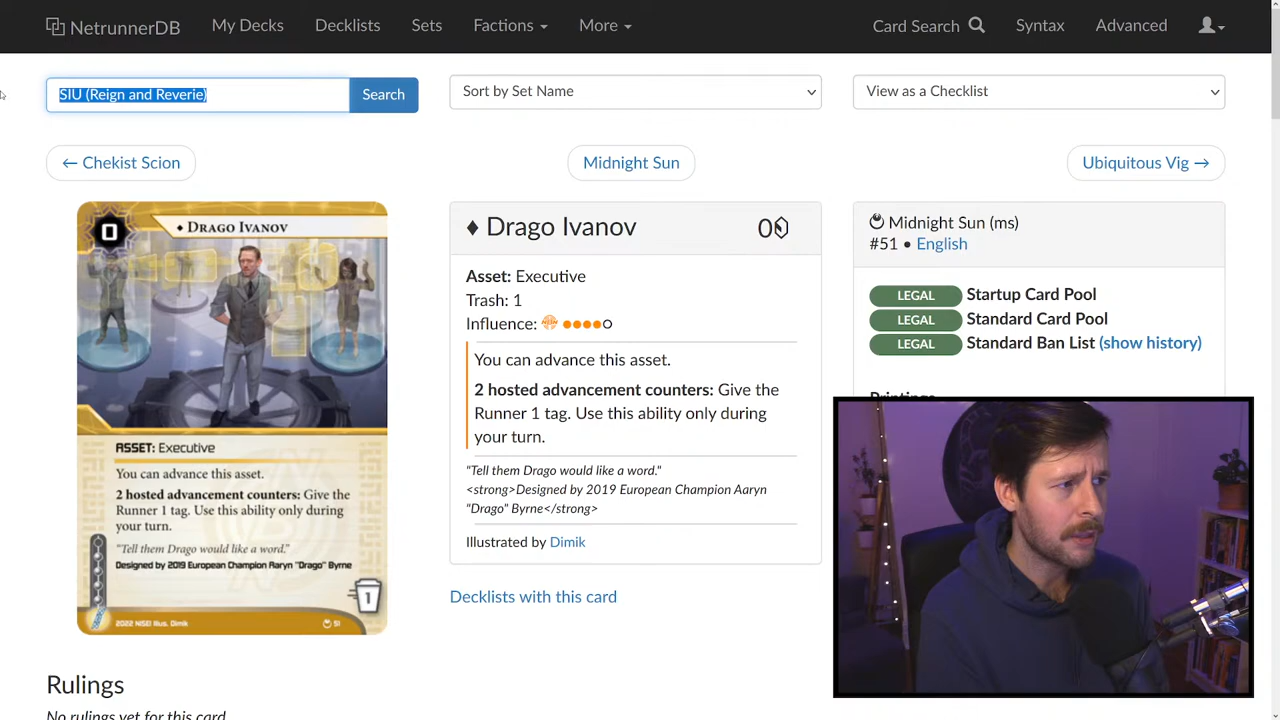 NetrunnerDB My Decks Decklists Sets Factions More Card Search Syntax Advanced
SIU (Reign and Reverie) Search Sort by Set Name View as a Checklist
← Chekist Scion Midnight Sun Ubiquitous Vig →
0 ♦ DRAGO IVANOV
ASSET: Executive
You can advance this asset.
2 hosted advancement counters: Give the
Runner 1 tag. Use this ability only during
your turn.
"Tell them Drago would like a word."
Designed by 2019 European Champion Aaryn "Drago" Byrne
1
2022 NISEI Illus. Dimik 51
♦ Drago Ivanov 0
Asset: Executive
Trash: 1
Influence:
You can advance this asset.
2 hosted advancement counters: Give the
Runner 1 tag. Use this ability only during
your turn.
"Tell them Drago would like a word."
<strong>Designed by 2019 European Champion Aaryn
"Drago" Byrne</strong>
Illustrated by Dimik
Decklists with this card
Midnight Sun (ms)
#51 • English
LEGAL Startup Card Pool
LEGAL Standard Card Pool
LEGAL Standard Ban List (show history)
Printings
Rulings
No rulings yet for this card